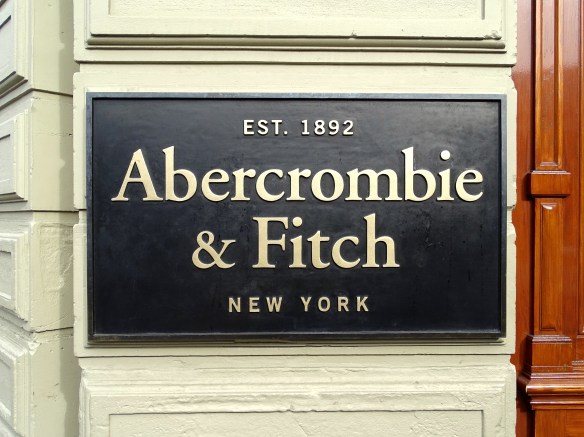 EST. 1892
Abercrombie
& Fitch
NEW YORK